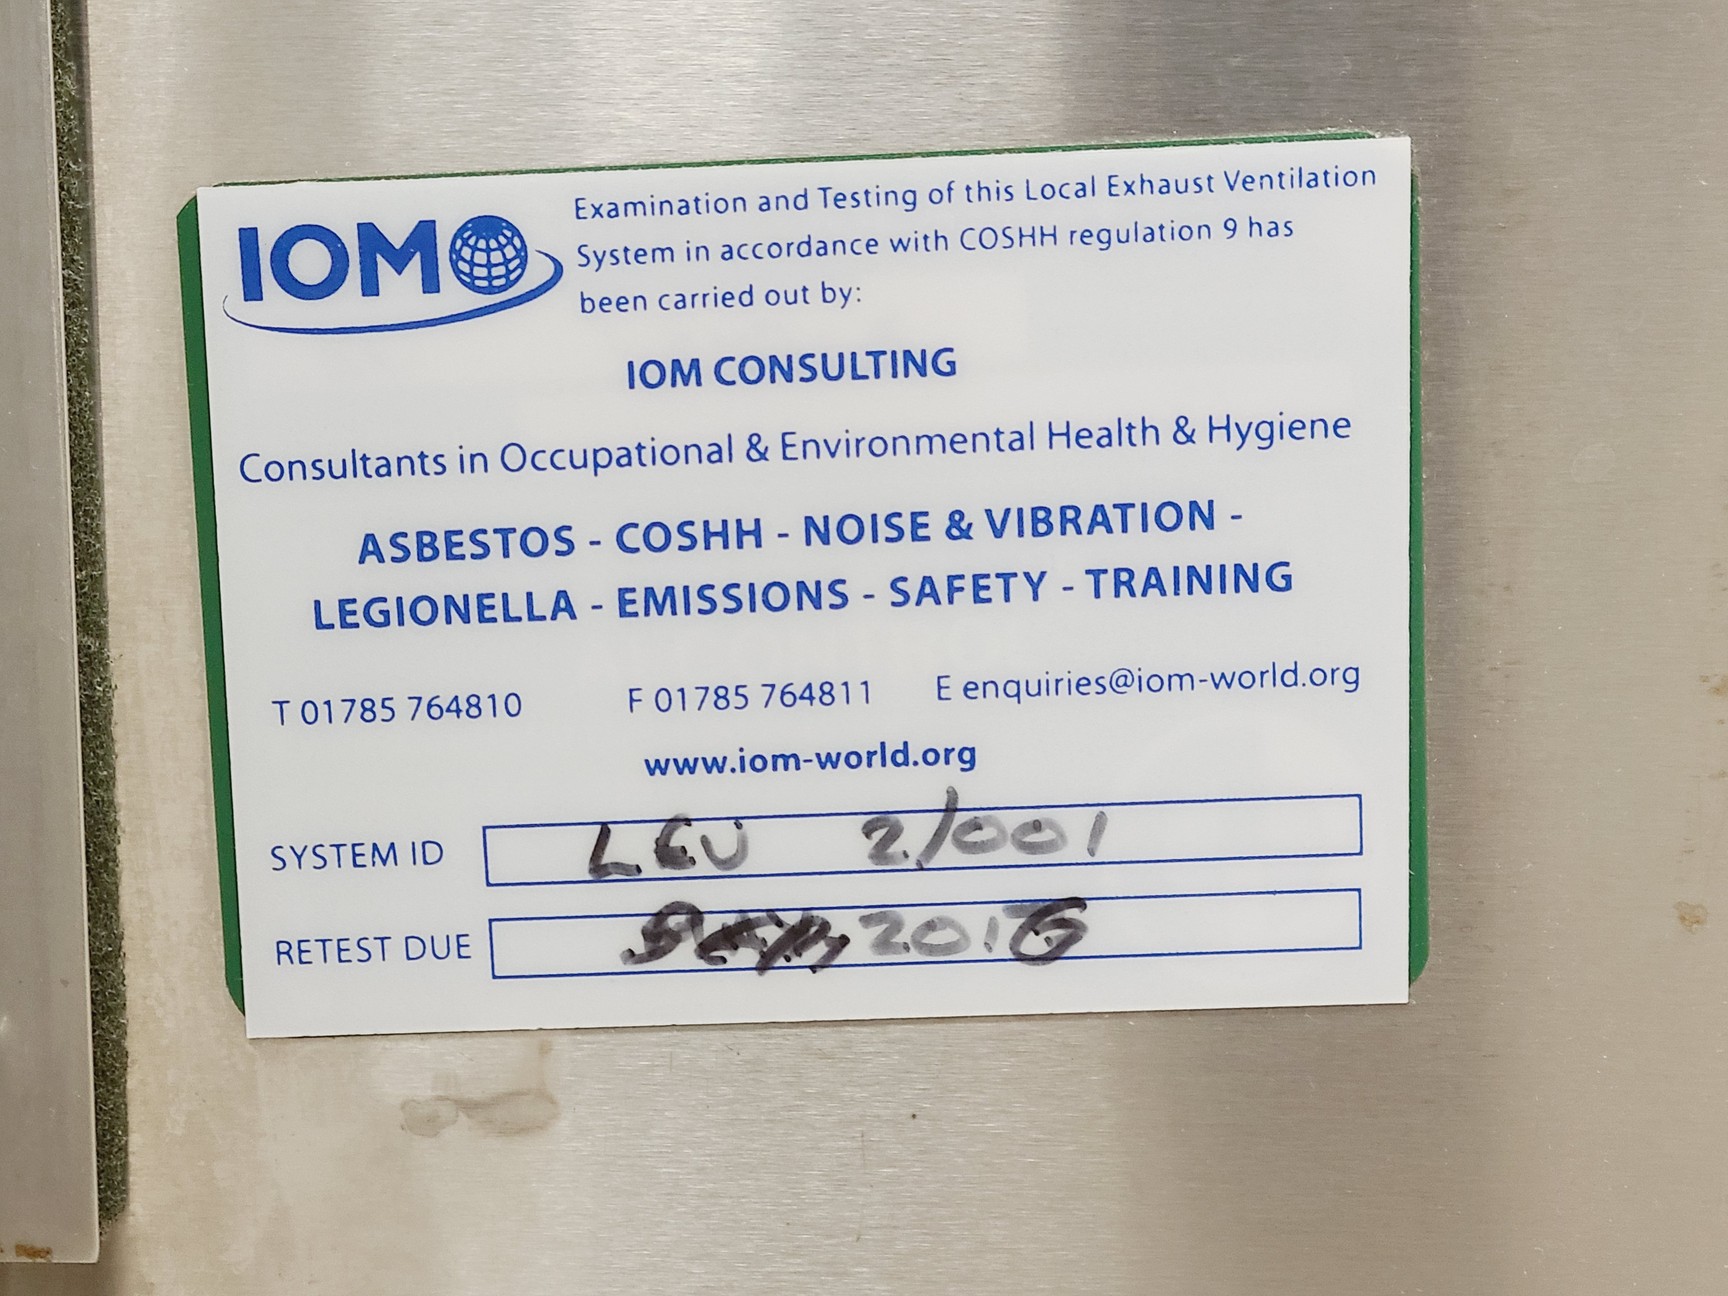 IOM
Examination and Testing of this Local Exhaust Ventilation
System in accordance with COSHH regulation 9 has
been carried out by:
IOM CONSULTING
Consultants in Occupational & Environmental Health & Hygiene
ASBESTOS - COSHH - NOISE & VIBRATION -
LEGIONELLA - EMISSIONS - SAFETY - TRAINING
T 01785 764810 F 01785 764811 E enquiries@iom-world.org
www.iom-world.org
SYSTEM ID LEV 2/001
RETEST DUE